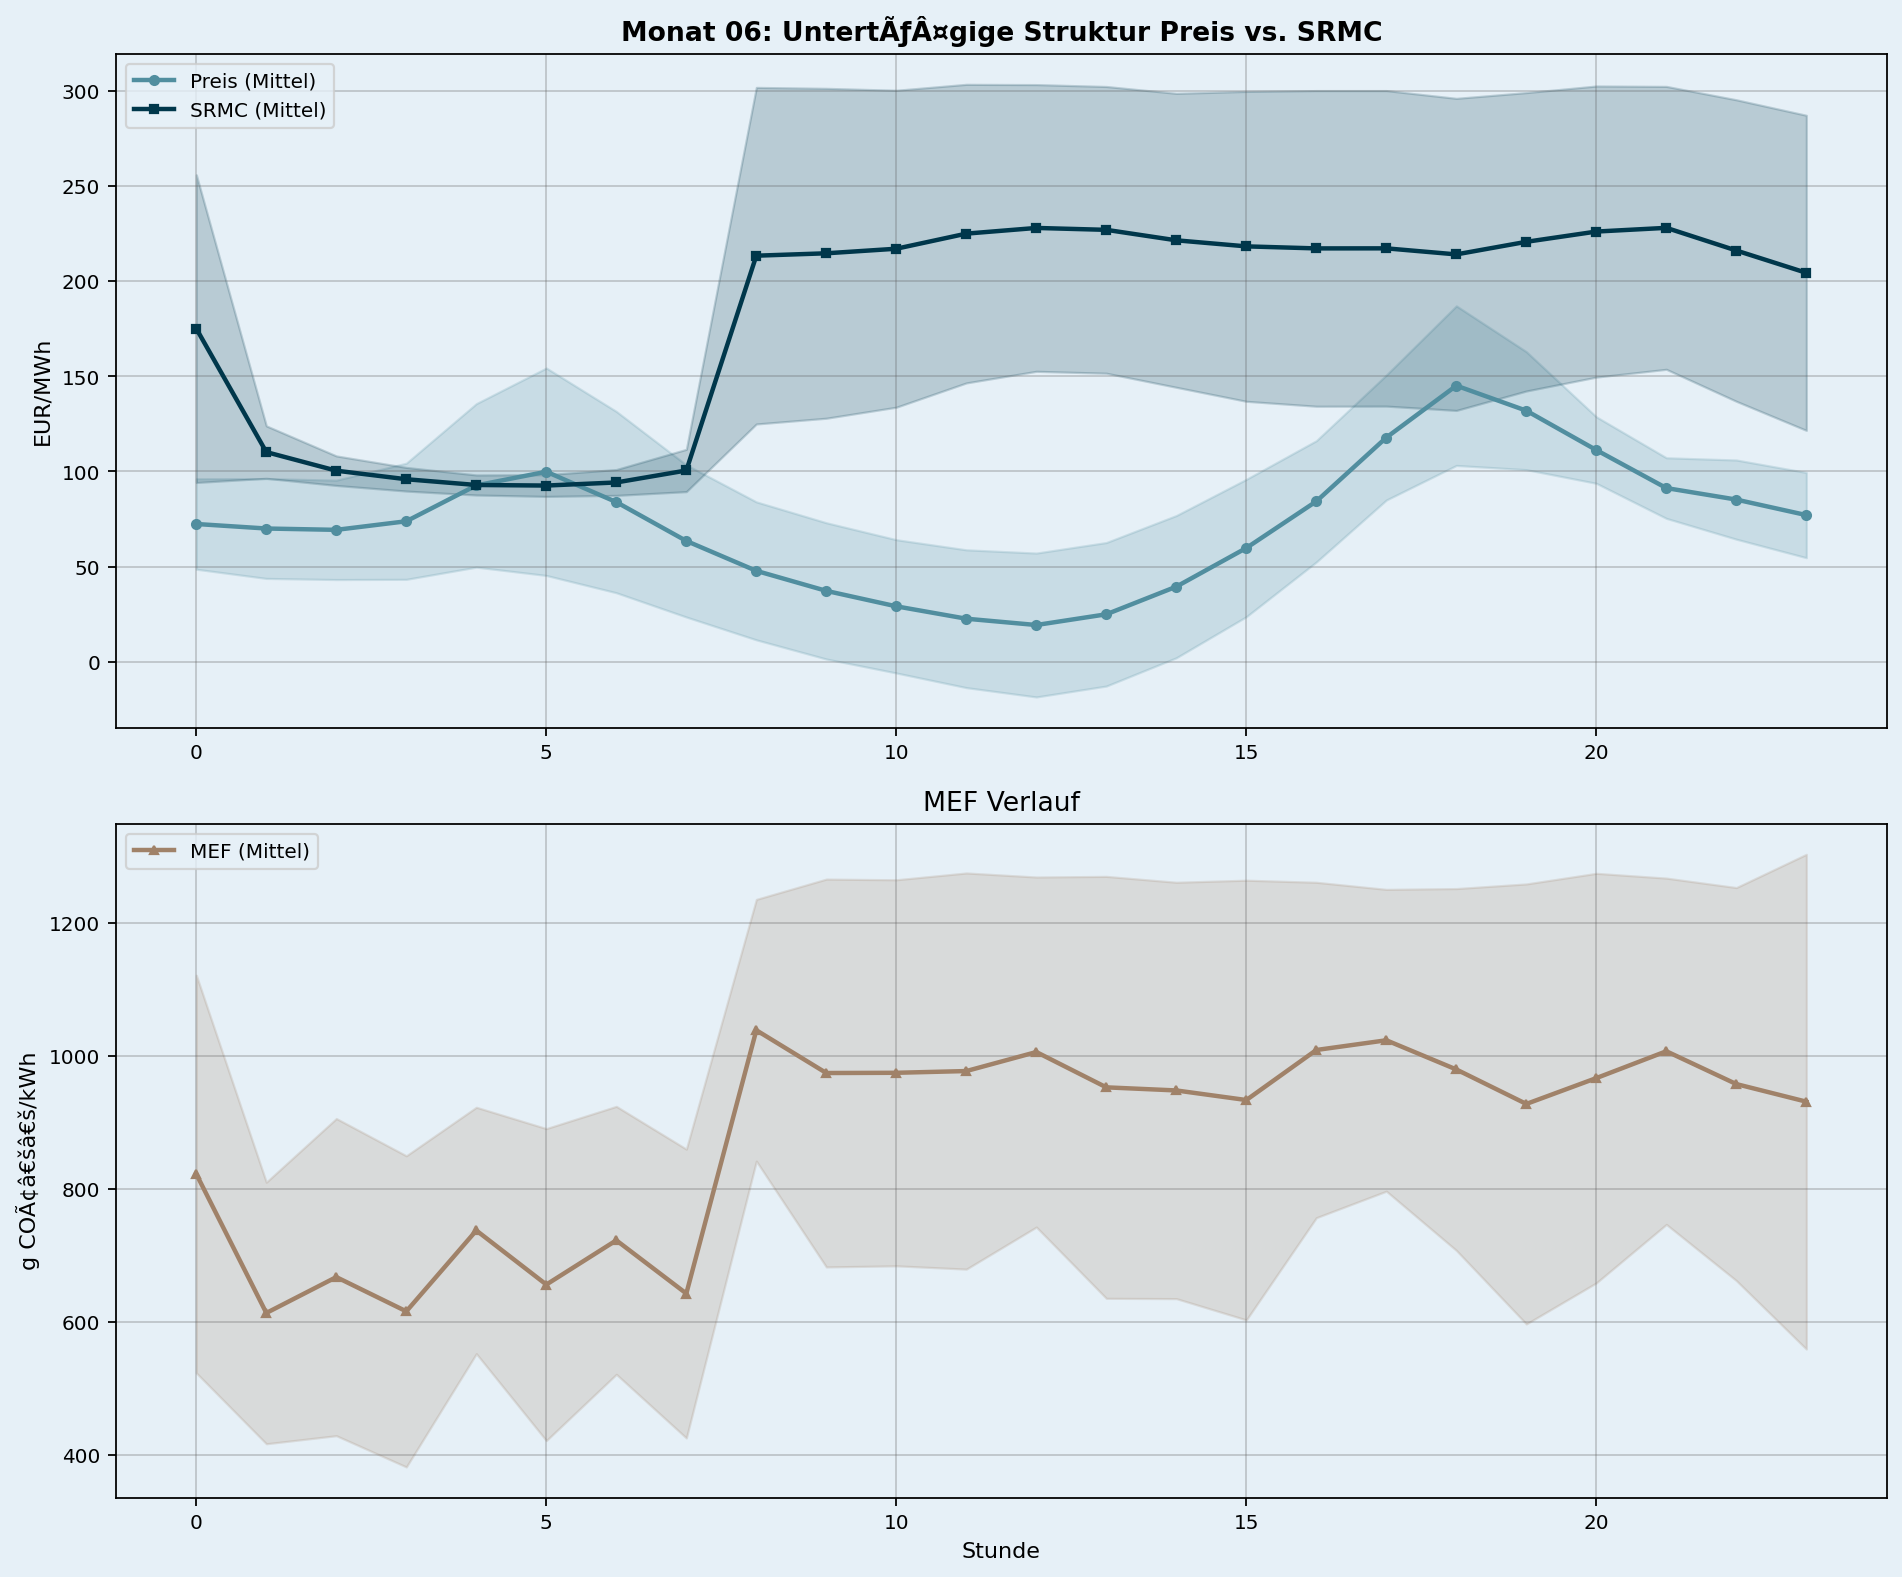 Monat 06: UntertÃƒÂ¤gige Struktur Preis vs. SRMC
Preis (Mittel)
SRMC (Mittel)
EUR/MWh
300
250
200
150
100
50
0
0 5 10 15 20
MEF Verlauf
MEF (Mittel)
g COÃ¢â€šâ€š/kWh
1200
1000
800
600
400
0 5 10 15 20
Stunde